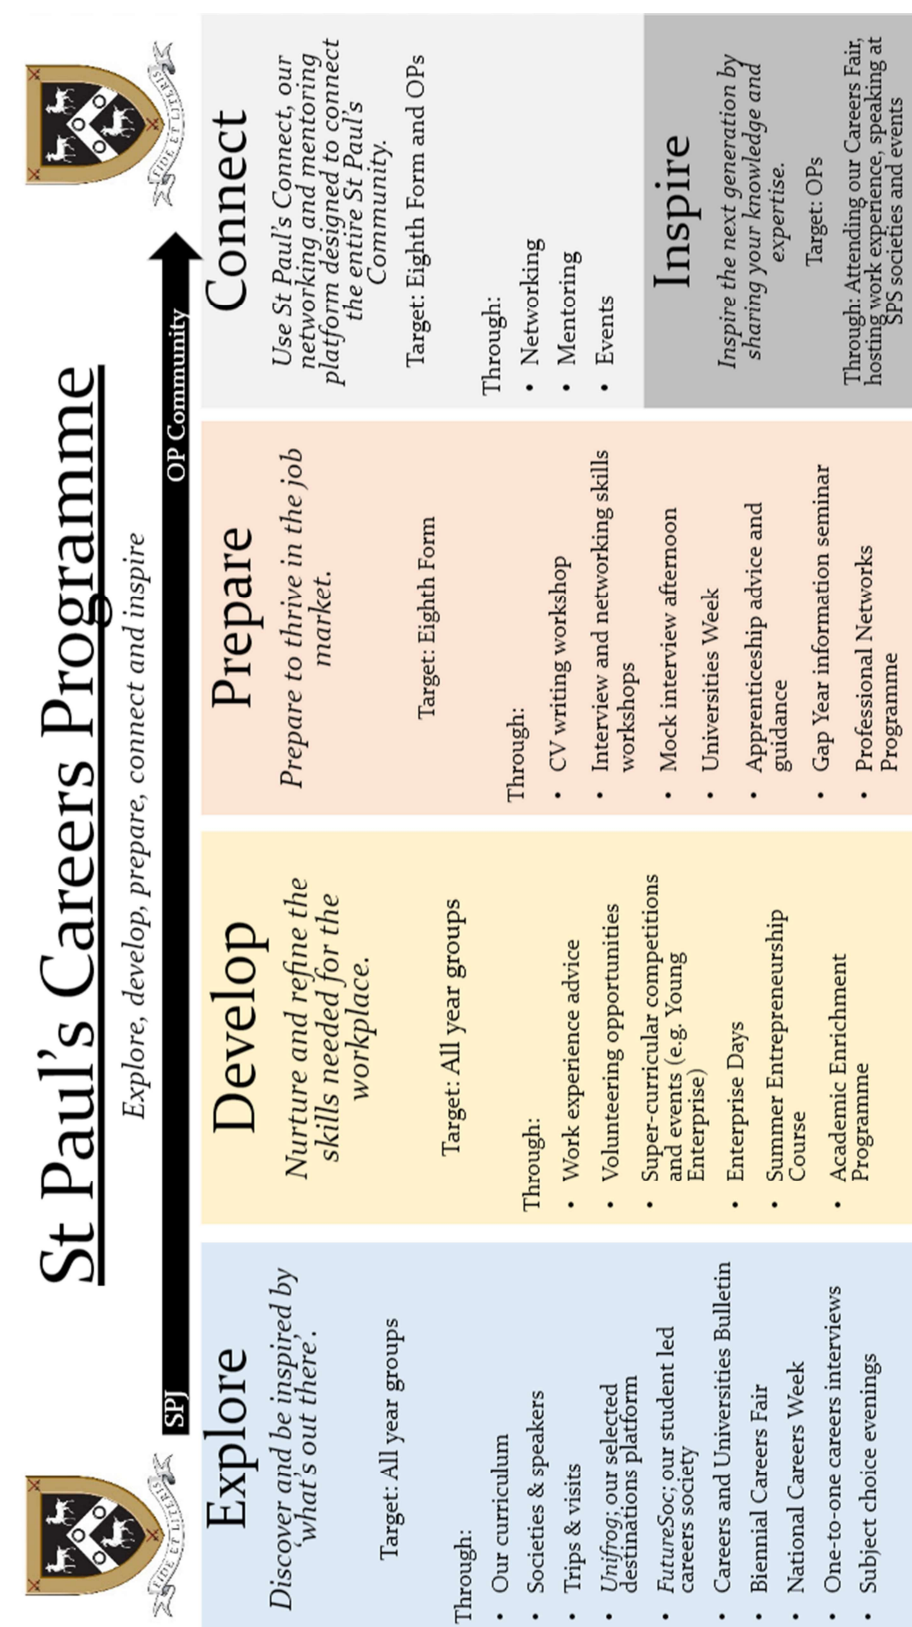 St Paul's Careers Programme
Explore, develop, prepare, connect and inspire
SPJ
OP Community
FIDE ET LITERIS
FIDE ET LITERIS
Explore
Discover and be inspired by
'what's out there'.
Target: All year groups
Through:
• Our curriculum
• Societies & speakers
• Trips & visits
• Unifrog; our selected
destinations platform
• FutureSoc; our student led
careers society
• Careers and Universities Bulletin
• Biennial Careers Fair
• National Careers Week
• One-to-one careers interviews
• Subject choice evenings
Develop
Nurture and refine the
skills needed for the
workplace.
Target: All year groups
Through:
• Work experience advice
• Volunteering opportunities
• Super-curricular competitions
and events (e.g. Young
Enterprise)
• Enterprise Days
• Summer Entrepreneurship
Course
• Academic Enrichment
Programme
Prepare
Prepare to thrive in the job
market.
Target: Eighth Form
Through:
• CV writing workshop
• Interview and networking skills
workshops
• Mock interview afternoon
• Universities Week
• Apprenticeship advice and
guidance
• Gap Year information seminar
• Professional Networks
Programme
Connect
Use St Paul's Connect, our
networking and mentoring
platform designed to connect
the entire St Paul's
Community.
Target: Eighth Form and OPs
Through:
• Networking
• Mentoring
• Events
Inspire
Inspire the next generation by
sharing your knowledge and
expertise.
Target: OPs
Through: Attending our Careers Fair,
hosting work experience, speaking at
SPS societies and events